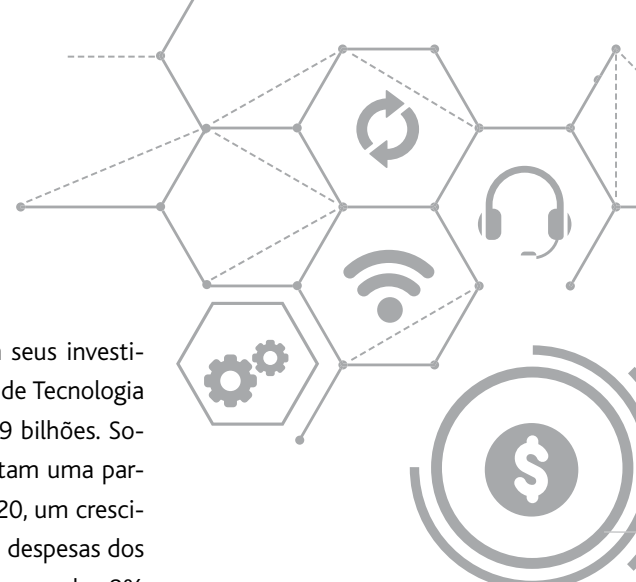 seus investi-
de Tecnologia
9 bilhões. So-
tam uma par-
20, um cresci-
despesas dos
$